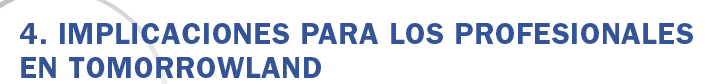 4. IMPLICACIONES PARA LOS PROFESIONALES
EN TOMORROWLAND